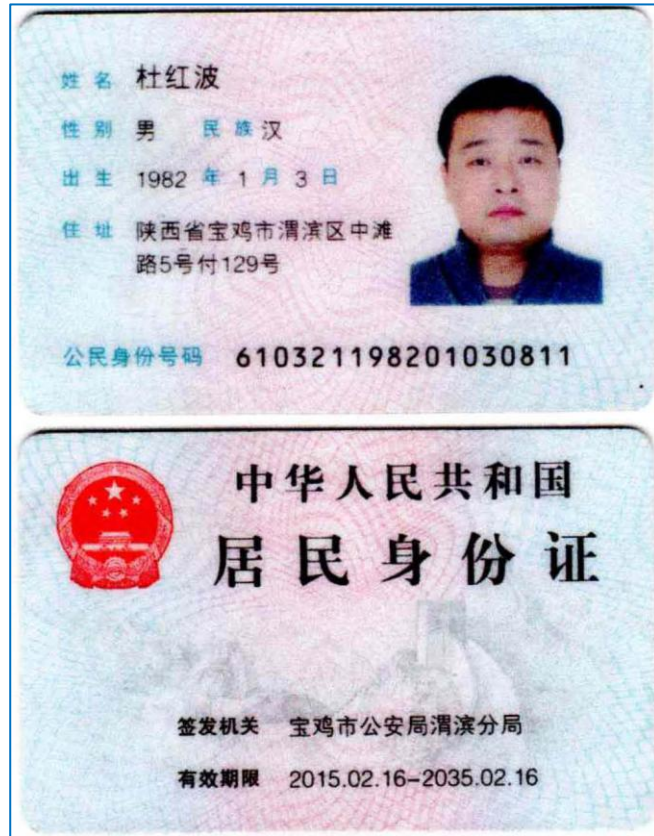 姓名 杜红波
性别 男 民族 汉
出生 1982 年 1 月 3 日
住址 陕西省宝鸡市渭滨区中滩
路5号付129号
公民身份号码 610321198201030811
中华人民共和国
居民身份证
签发机关 宝鸡市公安局渭滨分局
有效期限 2015.02.16-2035.02.16